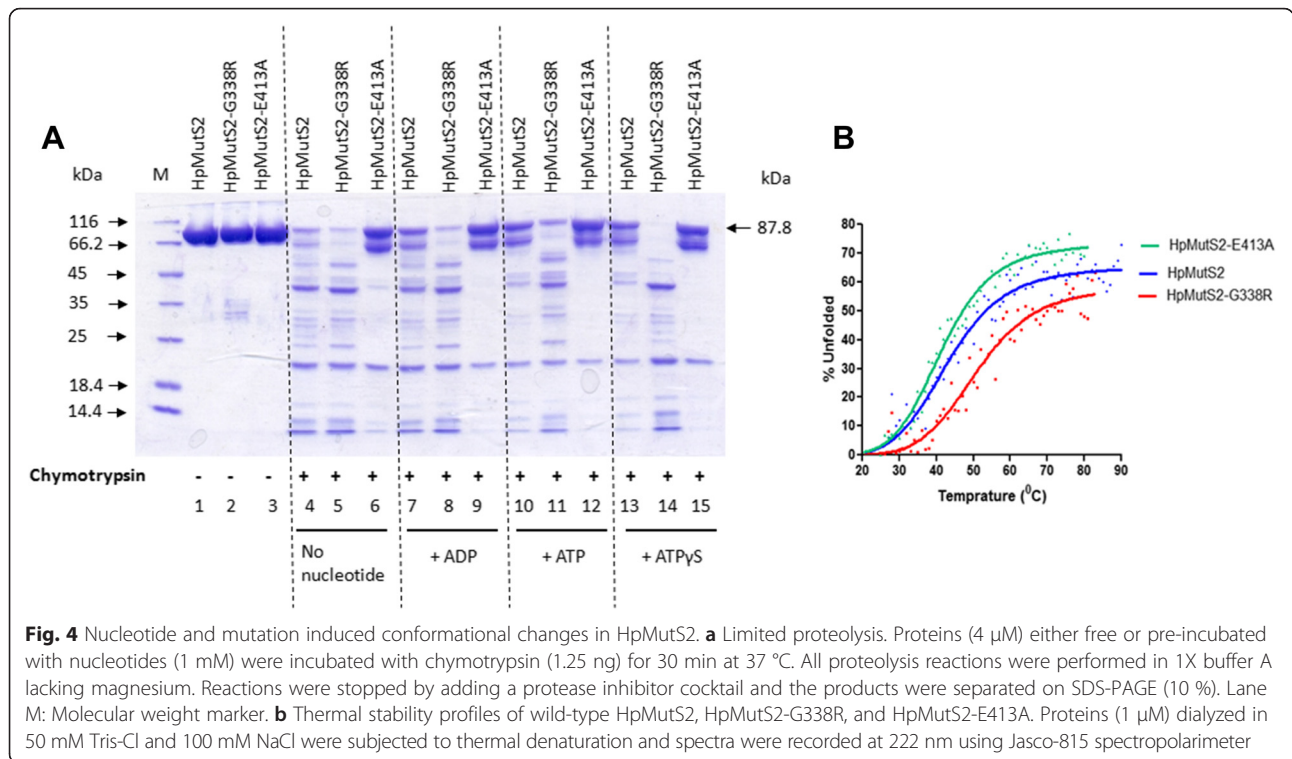 A
B
HpMutS2
HpMutS2-G338R
HpMutS2-E413A
HpMutS2
HpMutS2-G338R
HpMutS2-E413A
HpMutS2
HpMutS2-G338R
HpMutS2-E413A
HpMutS2
HpMutS2-G338R
HpMutS2-E413A
HpMutS2
HpMutS2-G338R
HpMutS2-E413A
kDa
M
kDa
116
66.2
45
35
25
18.4
14.4
87.8
Chymotrypsin - - - + + + + + + + + + + + +
1 2 3 4 5 6 7 8 9 10 11 12 13 14 15
No nucleotide
+ ADP
+ ATP
+ ATPγS
% Unfolded
80
70
60
50
40
30
20
10
0
20 30 40 50 60 70 80 90
Temprature (⁰C)
HpMutS2-E413A
HpMutS2
HpMutS2-G338R
Fig. 4 Nucleotide and mutation induced conformational changes in HpMutS2. a Limited proteolysis. Proteins (4 μM) either free or pre-incubated
with nucleotides (1 mM) were incubated with chymotrypsin (1.25 ng) for 30 min at 37 °C. All proteolysis reactions were performed in 1X buffer A
lacking magnesium. Reactions were stopped by adding a protease inhibitor cocktail and the products were separated on SDS-PAGE (10 %). Lane
M: Molecular weight marker. b Thermal stability profiles of wild-type HpMutS2, HpMutS2-G338R, and HpMutS2-E413A. Proteins (1 μM) dialyzed in
50 mM Tris-Cl and 100 mM NaCl were subjected to thermal denaturation and spectra were recorded at 222 nm using Jasco-815 spectropolarimeter